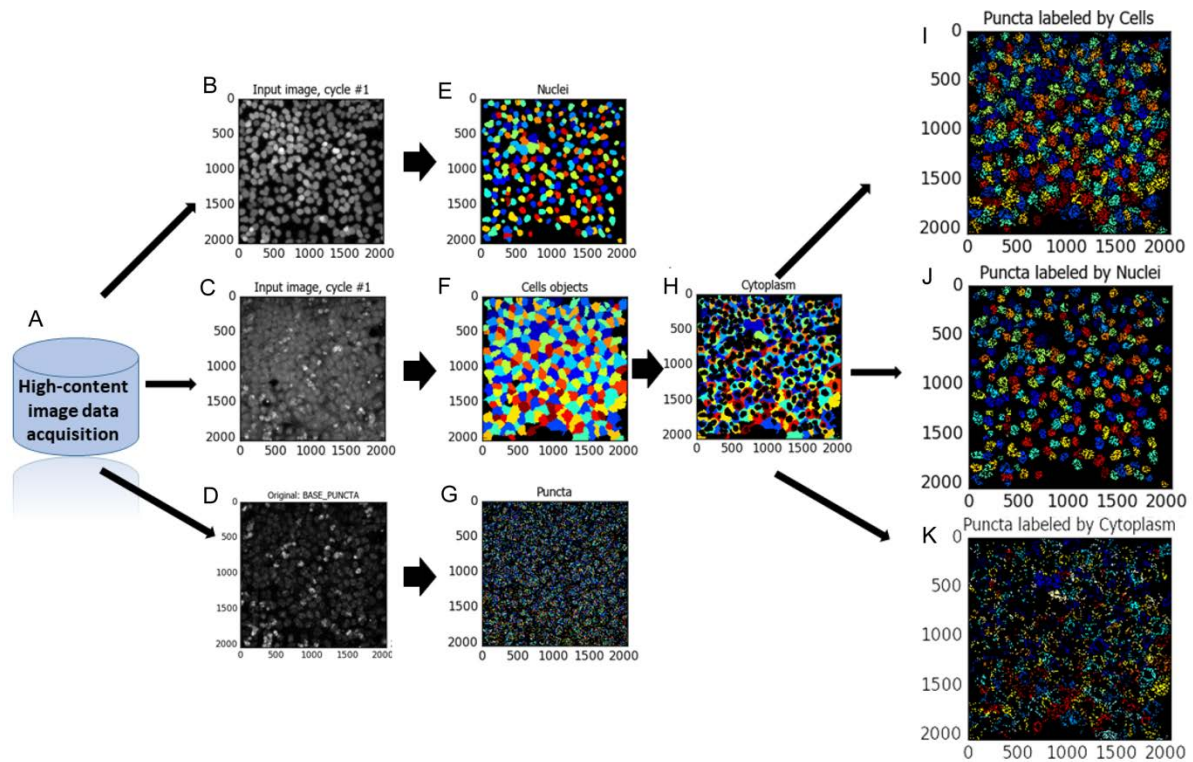 A
High-content
image data
acquisition
B
Input image, cycle #1
0
500
1000
1500
2000
0 500 1000 1500 2000
E
Nuclei
0
500
1000
1500
2000
0 500 1000 1500 2000
C
Input image, cycle #1
0
500
1000
1500
2000
0 500 1000 1500 2000
F
Cells objects
0
500
1000
1500
2000
0 500 1000 1500 2000
H
Cytoplasm
0
500
1000
1500
2000
0 500 1000 1500 2000
D
Original: BASE_PUNCTA
0
500
1000
1500
2000
0 500 1000 1500 2000
G
Puncta
0
500
1000
1500
2000
0 500 1000 1500 2000
I
Puncta labeled by Cells
0
500
1000
1500
2000
0 500 1000 1500 2000
J
Puncta labeled by Nuclei
0
500
1000
1500
2000
0 500 1000 1500 2000
K
Puncta labeled by Cytoplasm
0
500
1000
1500
2000
0 500 1000 1500 2000